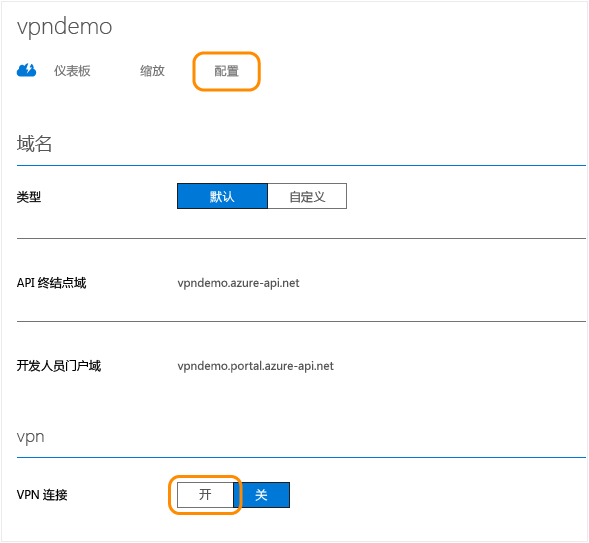 vpndemo
仪表板 缩放 配置
域名
类型 默认 自定义
API 终结点域 vpndemo.azure-api.net
开发人员门户域 vpndemo.portal.azure-api.net
vpn
VPN 连接 开 关